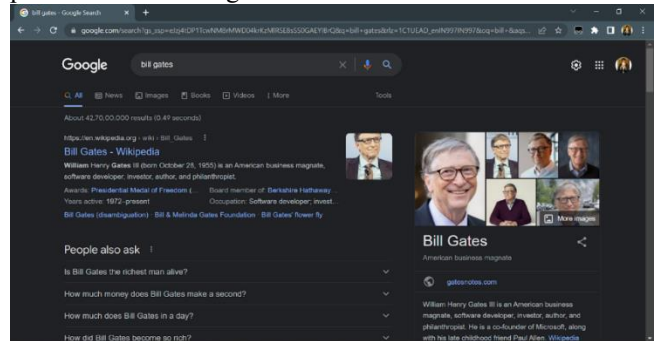 bill gates - Google Search
Google
bill gates
All News Images Books Videos More Tools
About 42,70,00,000 results (0.49 seconds)
https://en.wikipedia.org › wiki › Bill_Gates
Bill Gates - Wikipedia
William Henry Gates III (born October 28, 1955) is an American business magnate,
software developer, investor, author, and philanthropist.
Awards: Presidential Medal of Freedom (... Board member of: Berkshire Hathaway ...
Years active: 1972–present Occupation: Software developer; invest...
Bill Gates (disambiguation) · Bill & Melinda Gates Foundation · Bill Gates' flower fly
People also ask
Is Bill Gates the richest man alive?
How much money does Bill Gates make a second?
How much does Bill Gates in a day?
How did Bill Gates become so rich?
More images
Bill Gates
American business magnate
gatesnotes.com
William Henry Gates III is an American business
magnate, software developer, investor, author, and
philanthropist. He is a co-founder of Microsoft, along
with his late childhood friend Paul Allen. Wikipedia